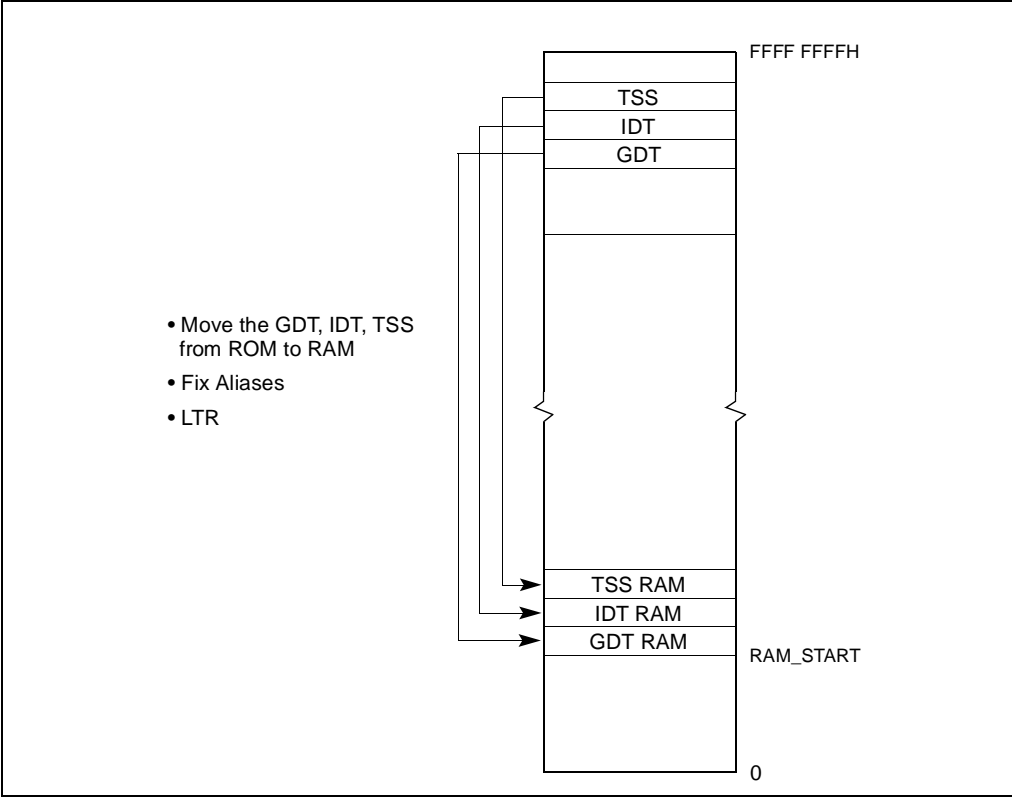 FFFF FFFFH
TSS
IDT
GDT
• Move the GDT, IDT, TSS
from ROM to RAM
• Fix Aliases
• LTR
TSS RAM
IDT RAM
GDT RAM
RAM_START
0